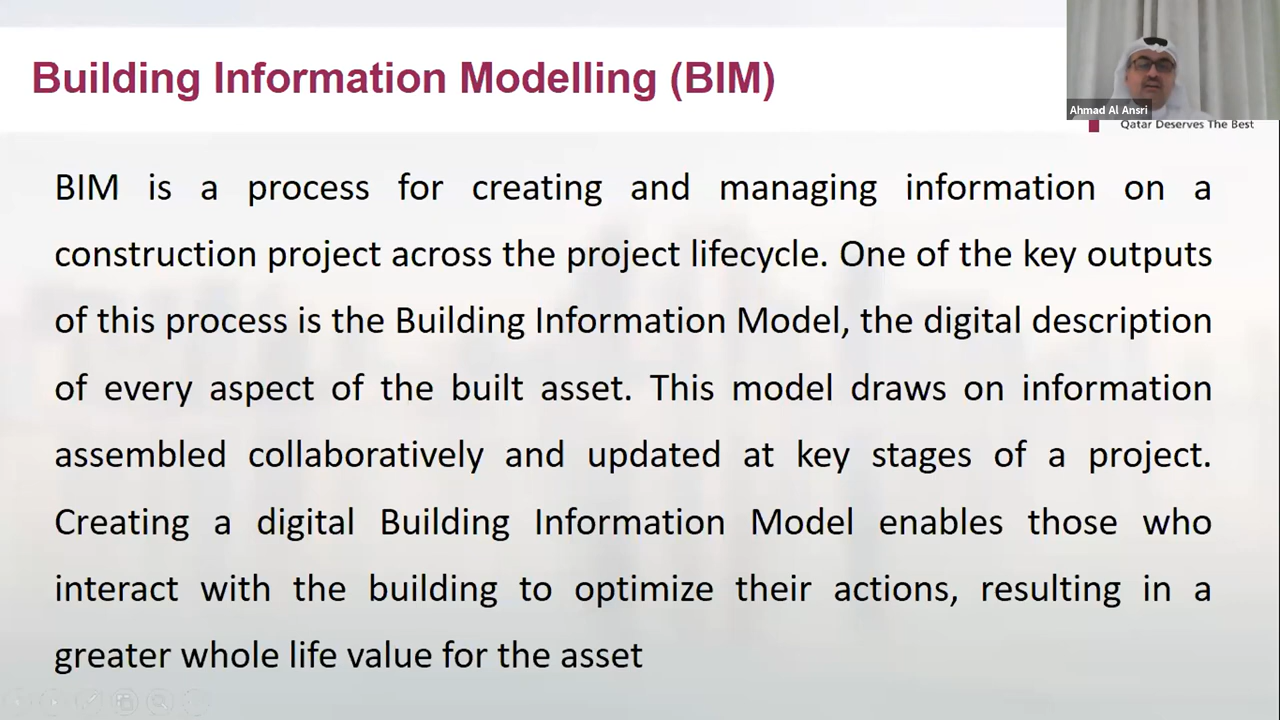 Building Information Modelling (BIM)
Ahmad Al Ansri
Qatar Deserves The Best
BIM is a process for creating and managing information on a
construction project across the project lifecycle. One of the key outputs
of this process is the Building Information Model, the digital description
of every aspect of the built asset. This model draws on information
assembled collaboratively and updated at key stages of a project.
Creating a digital Building Information Model enables those who
interact with the building to optimize their actions, resulting in a
greater whole life value for the asset